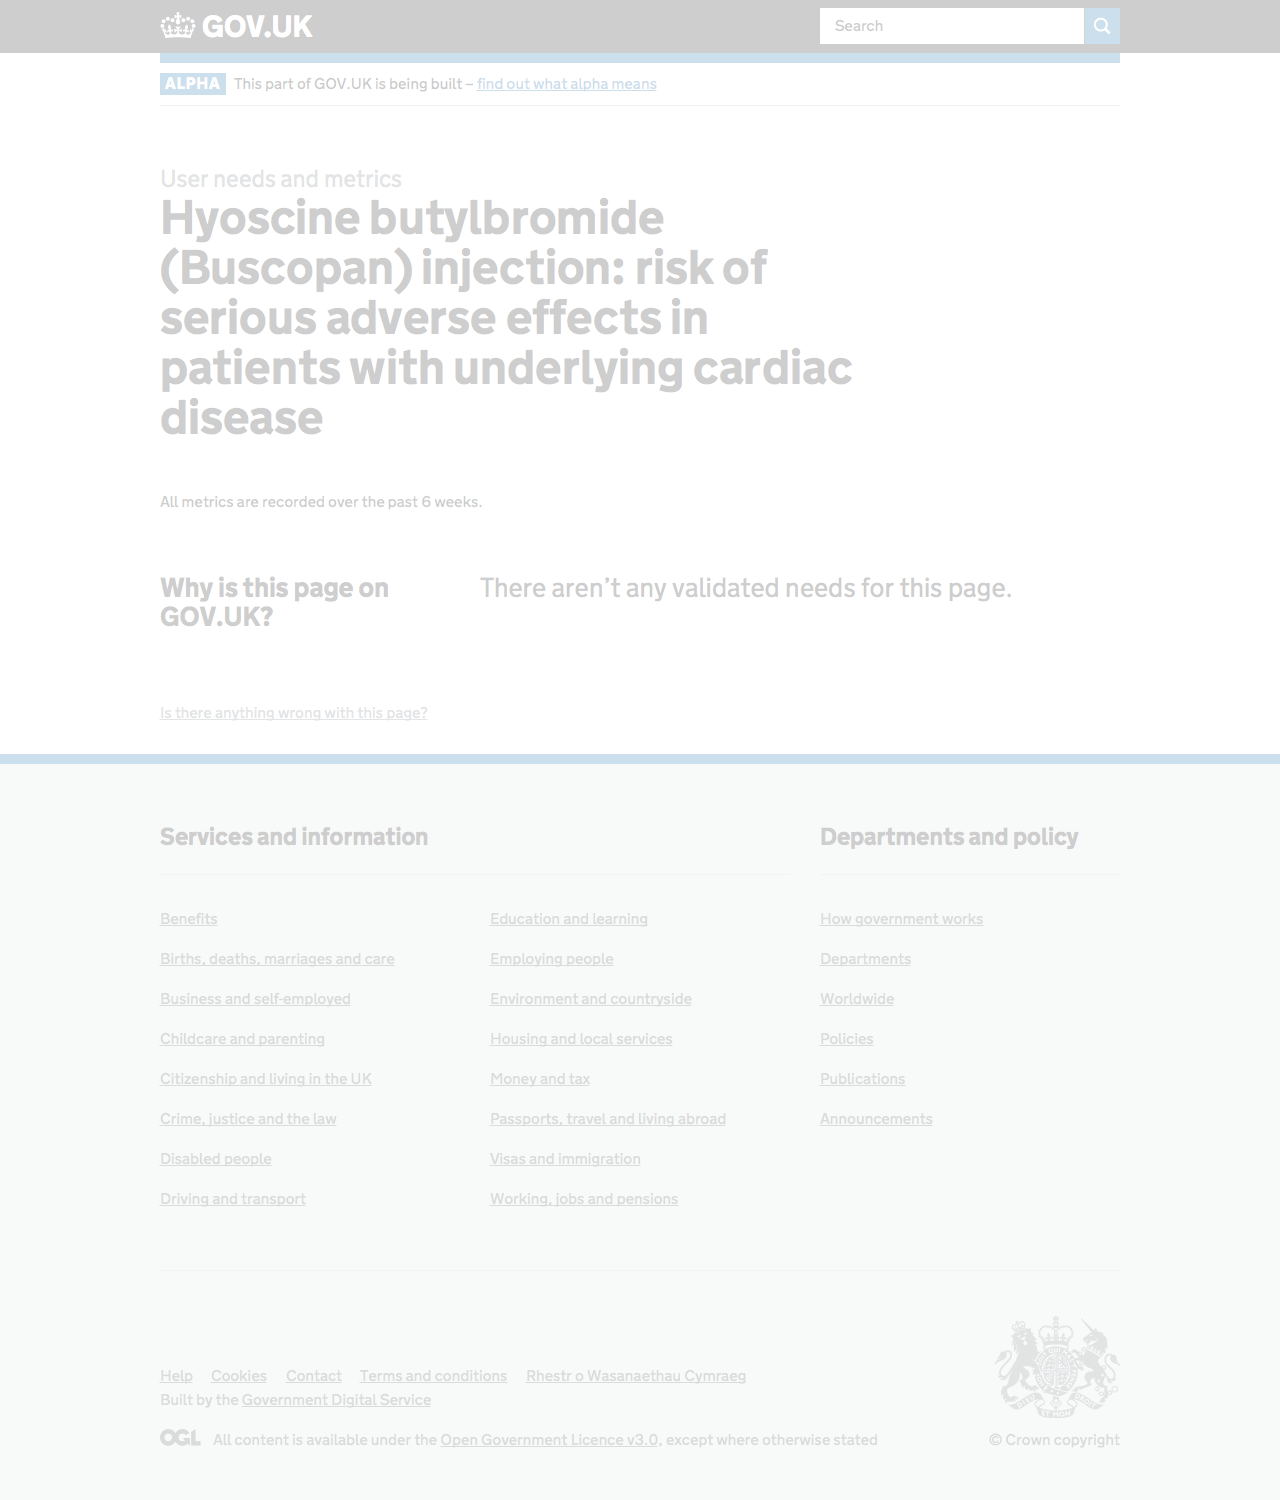 GOV.UK
Search
ALPHA This part of GOV.UK is being built – find out what alpha means
User needs and metrics
Hyoscine butylbromide
(Buscopan) injection: risk of
serious adverse effects in
patients with underlying cardiac
disease
All metrics are recorded over the past 6 weeks.
Why is this page on
GOV.UK?
There aren’t any validated needs for this page.
Is there anything wrong with this page?
Services and information
Benefits
Births, deaths, marriages and care
Business and self-employed
Childcare and parenting
Citizenship and living in the UK
Crime, justice and the law
Disabled people
Driving and transport
Education and learning
Employing people
Environment and countryside
Housing and local services
Money and tax
Passports, travel and living abroad
Visas and immigration
Working, jobs and pensions
Departments and policy
How government works
Departments
Worldwide
Policies
Publications
Announcements
Help Cookies Contact Terms and conditions Rhestr o Wasanaethau Cymraeg
Built by the Government Digital Service
OGL All content is available under the Open Government Licence v3.0, except where otherwise stated
© Crown copyright